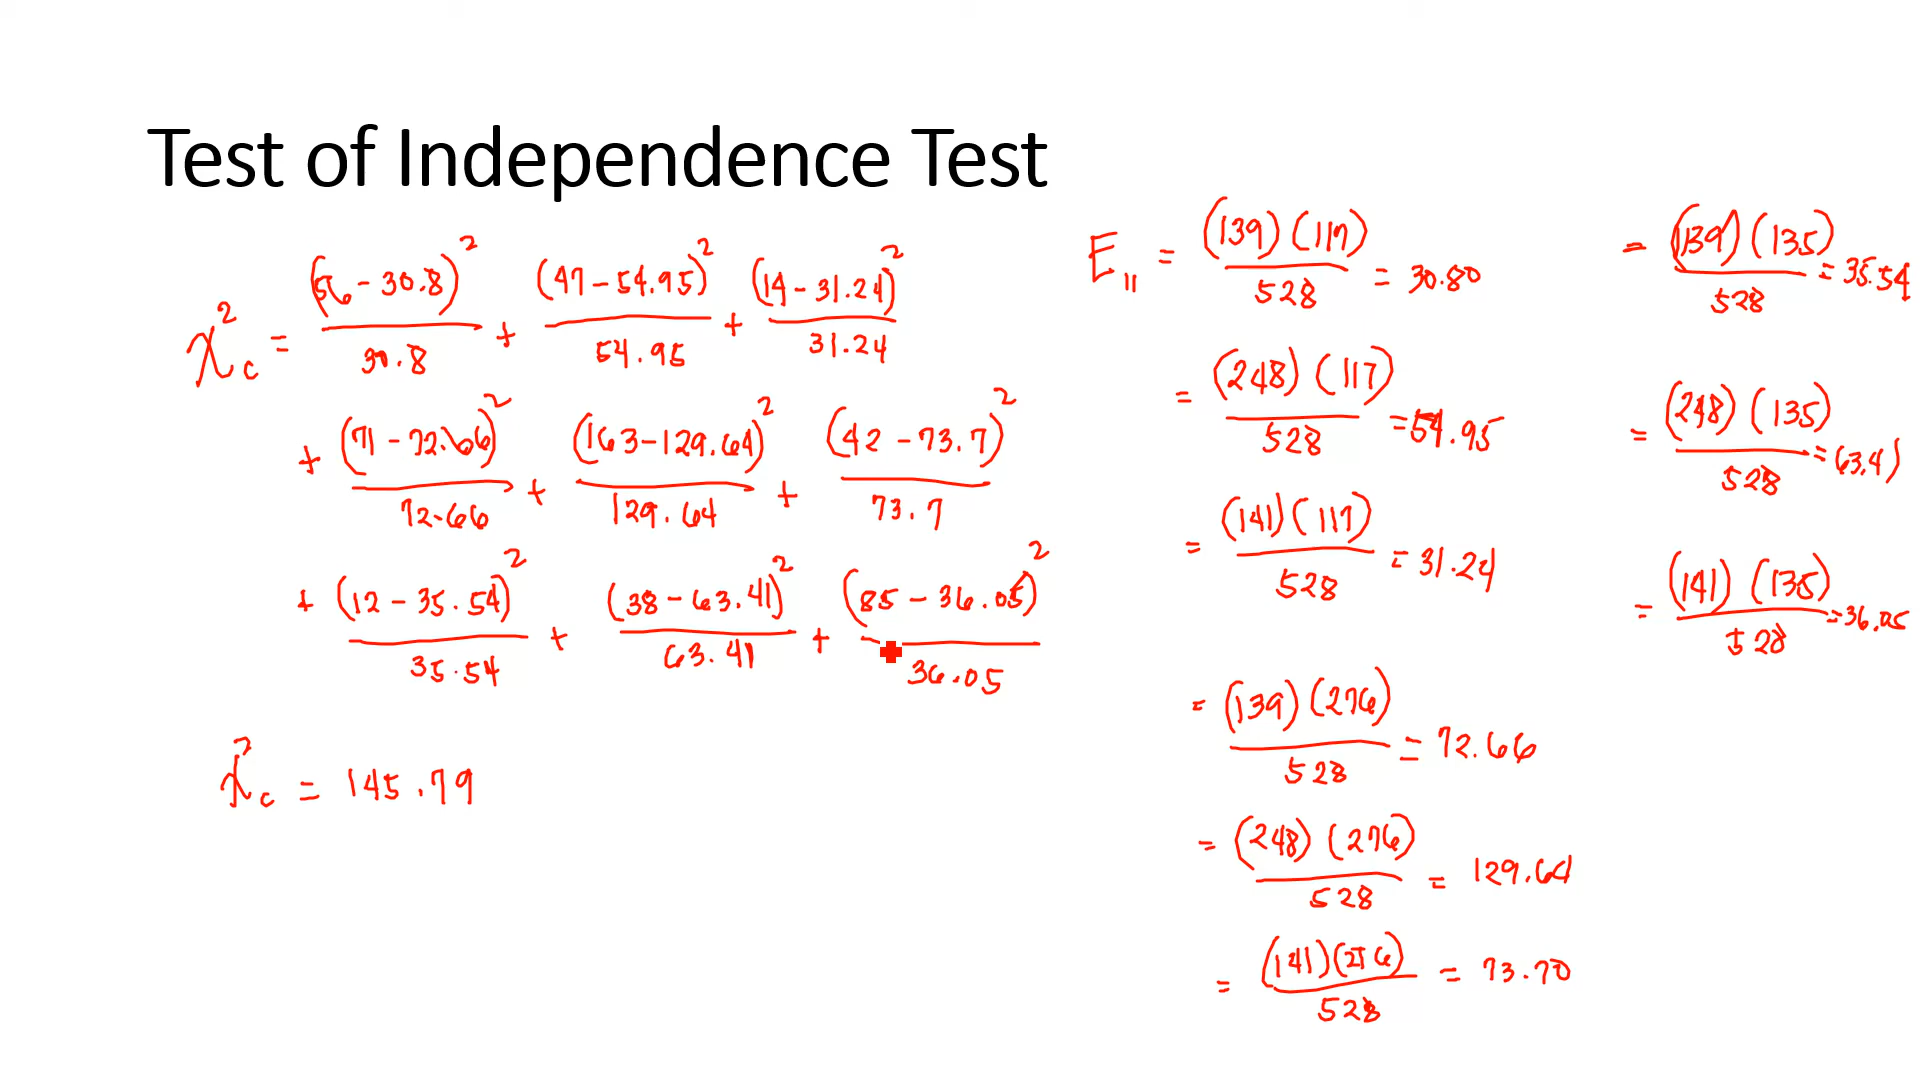 Test of Independence Test
χ²c = (56 - 30.8)²/30.8 + (47 - 54.95)²/54.95 + (14 - 31.24)²/31.24
+ (71 - 72.66)²/72.66 + (163 - 129.64)²/129.64 + (42 - 73.7)²/73.7
+ (12 - 35.54)²/35.54 + (38 - 63.41)²/63.41 + (85 - 36.05)²/36.05
χ²c = 145.79
E11 = (139)(117)/528 = 30.80
= (248)(117)/528 = 54.95
= (141)(117)/528 = 31.24
= (139)(276)/528 = 72.66
= (248)(276)/528 = 129.64
= (141)(276)/528 = 73.70
= (139)(135)/528 = 35.54
= (248)(135)/528 = 63.41
= (141)(135)/528 = 36.05